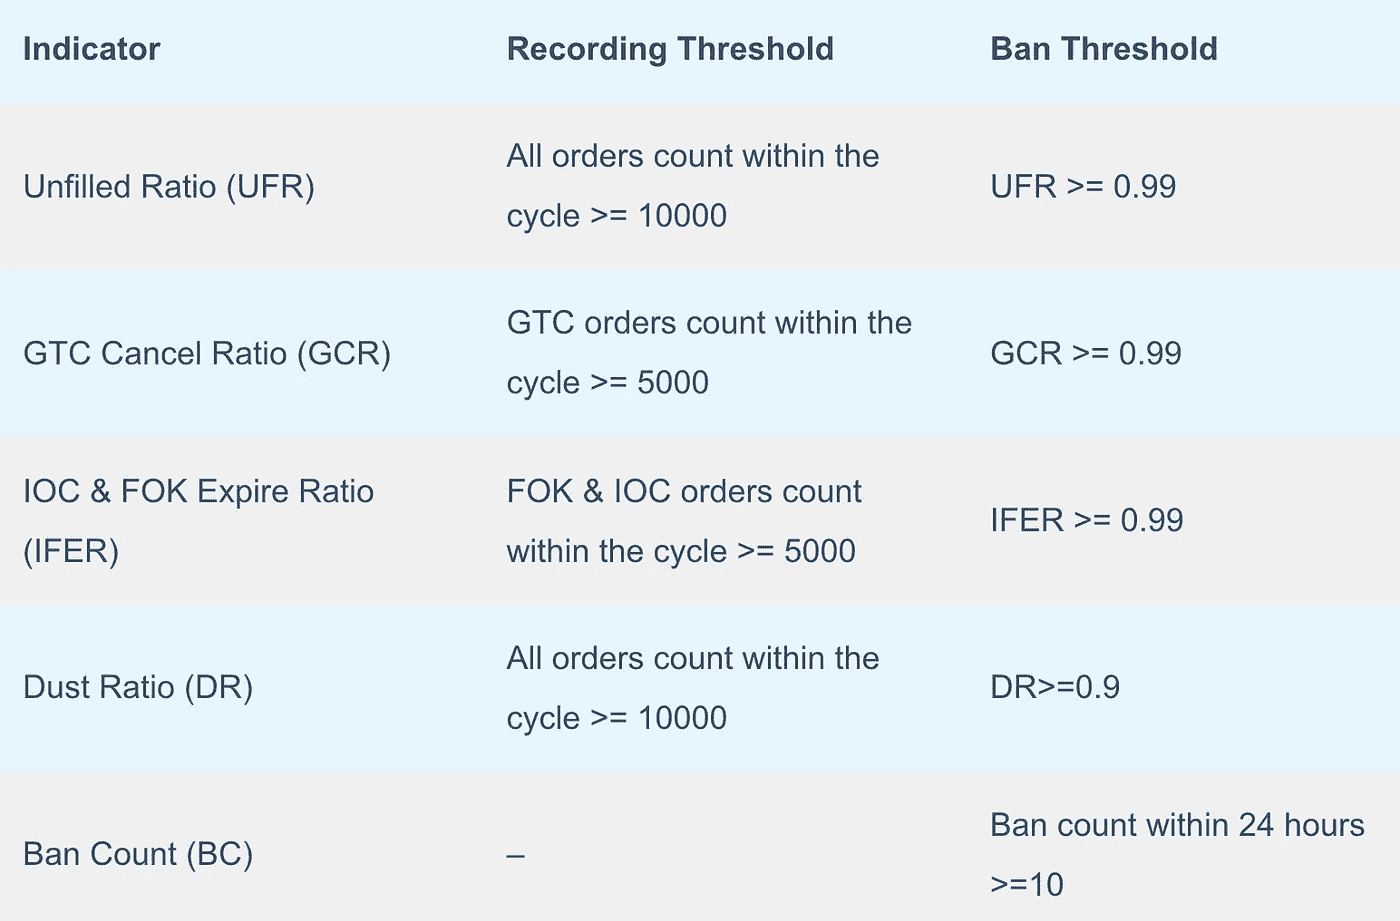 Indicator
Recording Threshold
Ban Threshold
Unfilled Ratio (UFR)
All orders count within the
cycle >= 10000
UFR >= 0.99
GTC Cancel Ratio (GCR)
GTC orders count within the
cycle >= 5000
GCR >= 0.99
IOC & FOK Expire Ratio
(IFER)
FOK & IOC orders count
within the cycle >= 5000
IFER >= 0.99
Dust Ratio (DR)
All orders count within the
cycle >= 10000
DR>=0.9
Ban Count (BC)
–
Ban count within 24 hours
>=10